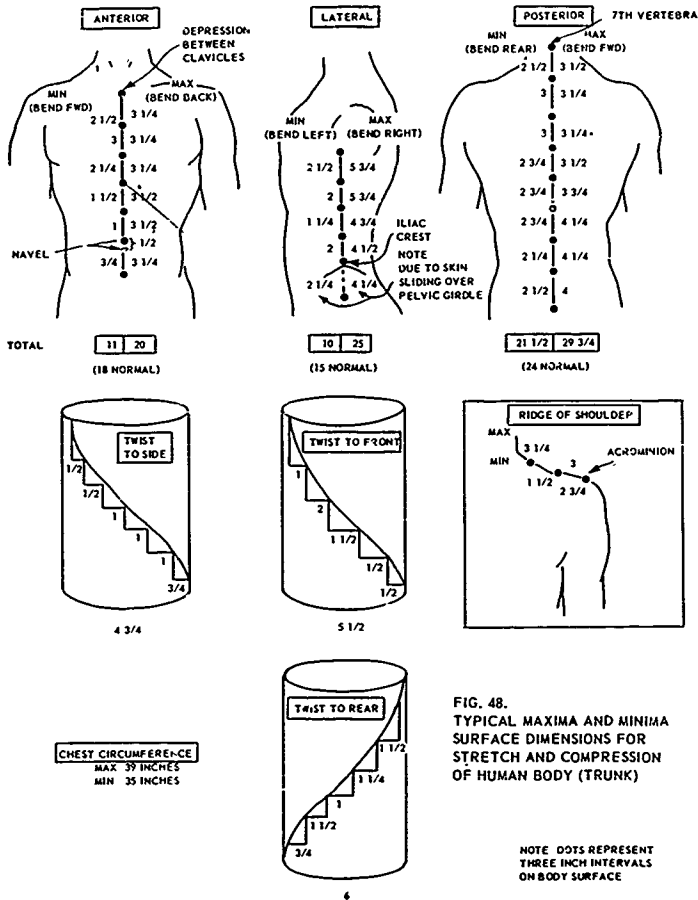 ANTERIOR
DEPRESSION
BETWEEN
CLAVICLES
MIN
(BEND FWD)
MAX
(BEND BACK)
2 1/2 3 1/4
3 3 1/4
2 1/4 3 1/4
1 1/2 3 1/2
1 3 1/2
NAVEL
1/2
3/4 3 1/4
LATERAL
MIN
(BEND LEFT)
MAX
(BEND RIGHT)
2 1/2 5 3/4
2 5 3/4
1 1/4 4 3/4
2 4 1/2
2 1/4 4 1/4
ILIAC
CREST
NOTE
DUE TO SKIN
SLIDING OVER
PELVIC GIRDLE
POSTERIOR
7TH VERTEBRA
MIN
(BEND REAR)
MAX
(BEND FWD)
2 1/2 3 1/2
3 3 1/4
3 3 1/4
2 3/4 3 1/2
2 3/4 3 3/4
2 3/4 4 1/4
2 1/4 4 1/4
2 1/2 4
TOTAL
11 20
(18 NORMAL)
10 25
(15 NORMAL)
21 1/2 29 3/4
(24 NORMAL)
TWIST
TO SIDE
1/2
1/2
1
1
1
3/4
4 3/4
TWIST TO FRONT
1
2
1 1/2
1/2
1/2
5 1/2
RIDGE OF SHOULDER
MAX
3 1/4
MIN
1 1/2
3
2 3/4
ACROMINION
CHEST CIRCUMFERENCE
MAX 39 INCHES
MIN 35 INCHES
TWIST TO REAR
1 1/2
1 1/4
1
1 1/2
3/4
6
FIG. 48.
TYPICAL MAXIMA AND MINIMA
SURFACE DIMENSIONS FOR
STRETCH AND COMPRESSION
OF HUMAN BODY (TRUNK)
NOTE DOTS REPRESENT
THREE INCH INTERVALS
ON BODY SURFACE